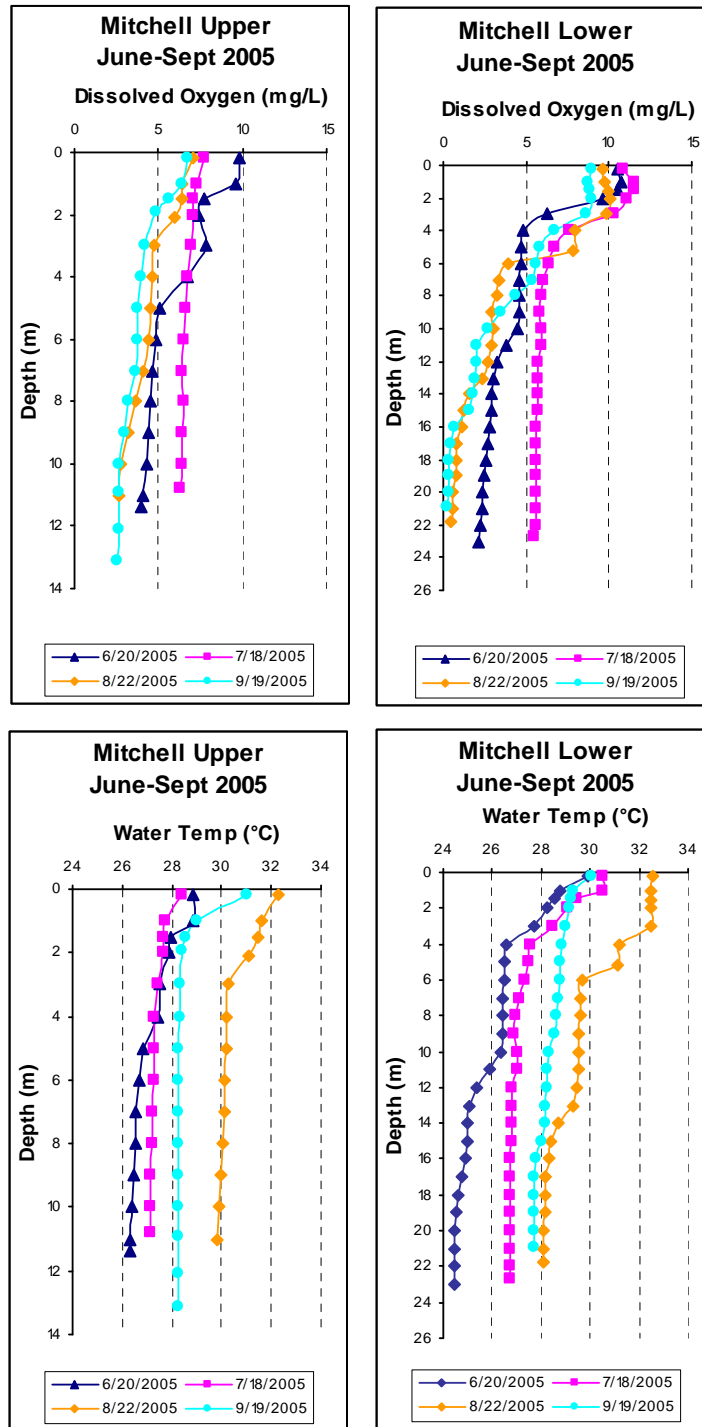 Mitchell Upper
June-Sept 2005
Dissolved Oxygen (mg/L)
0 5 10 15
0
2
4
6
8
10
12
14
Depth (m)
6/20/2005 7/18/2005
8/22/2005 9/19/2005
Mitchell Lower
June-Sept 2005
Dissolved Oxygen (mg/L)
0 5 10 15
0
2
4
6
8
10
12
14
16
18
20
22
24
26
Depth (m)
6/20/2005 7/18/2005
8/22/2005 9/19/2005
Mitchell Upper
June-Sept 2005
Water Temp (°C)
24 26 28 30 32 34
0
2
4
6
8
10
12
14
Depth (m)
6/20/2005 7/18/2005
8/22/2005 9/19/2005
Mitchell Lower
June-Sept 2005
Water Temp (°C)
24 26 28 30 32 34
0
2
4
6
8
10
12
14
16
18
20
22
24
26
Depth (m)
6/20/2005 7/18/2005
8/22/2005 9/19/2005